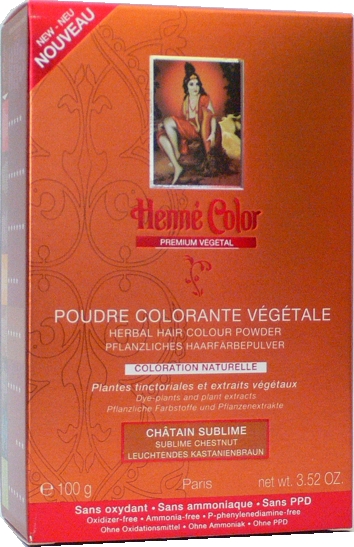 NEW - NEU
NOUVEAU
Henné Color
PREMIUM VÉGÉTAL
POUDRE COLORANTE VÉGÉTALE
HERBAL HAIR COLOUR POWDER
PFLANZLICHES HAARFÄRBEPULVER
COLORATION NATURELLE
Plantes tinctoriales et extraits végétaux
Dye-plants and plant extracts
Pflanzliche Farbstoffe und Pflanzenextrakte
CHÂTAIN SUBLIME
SUBLIME CHESTNUT
LEUCHTENDES KASTANIENBRAUN
℮ 100 g Paris net wt. 3.52 OZ.
Sans oxydant • Sans ammoniaque • Sans PPD
Oxidizer-free • Ammonia-free • P-phenylenediamine-free
Ohne Oxidationsmittel • Ohne Ammoniak • Ohne PPD